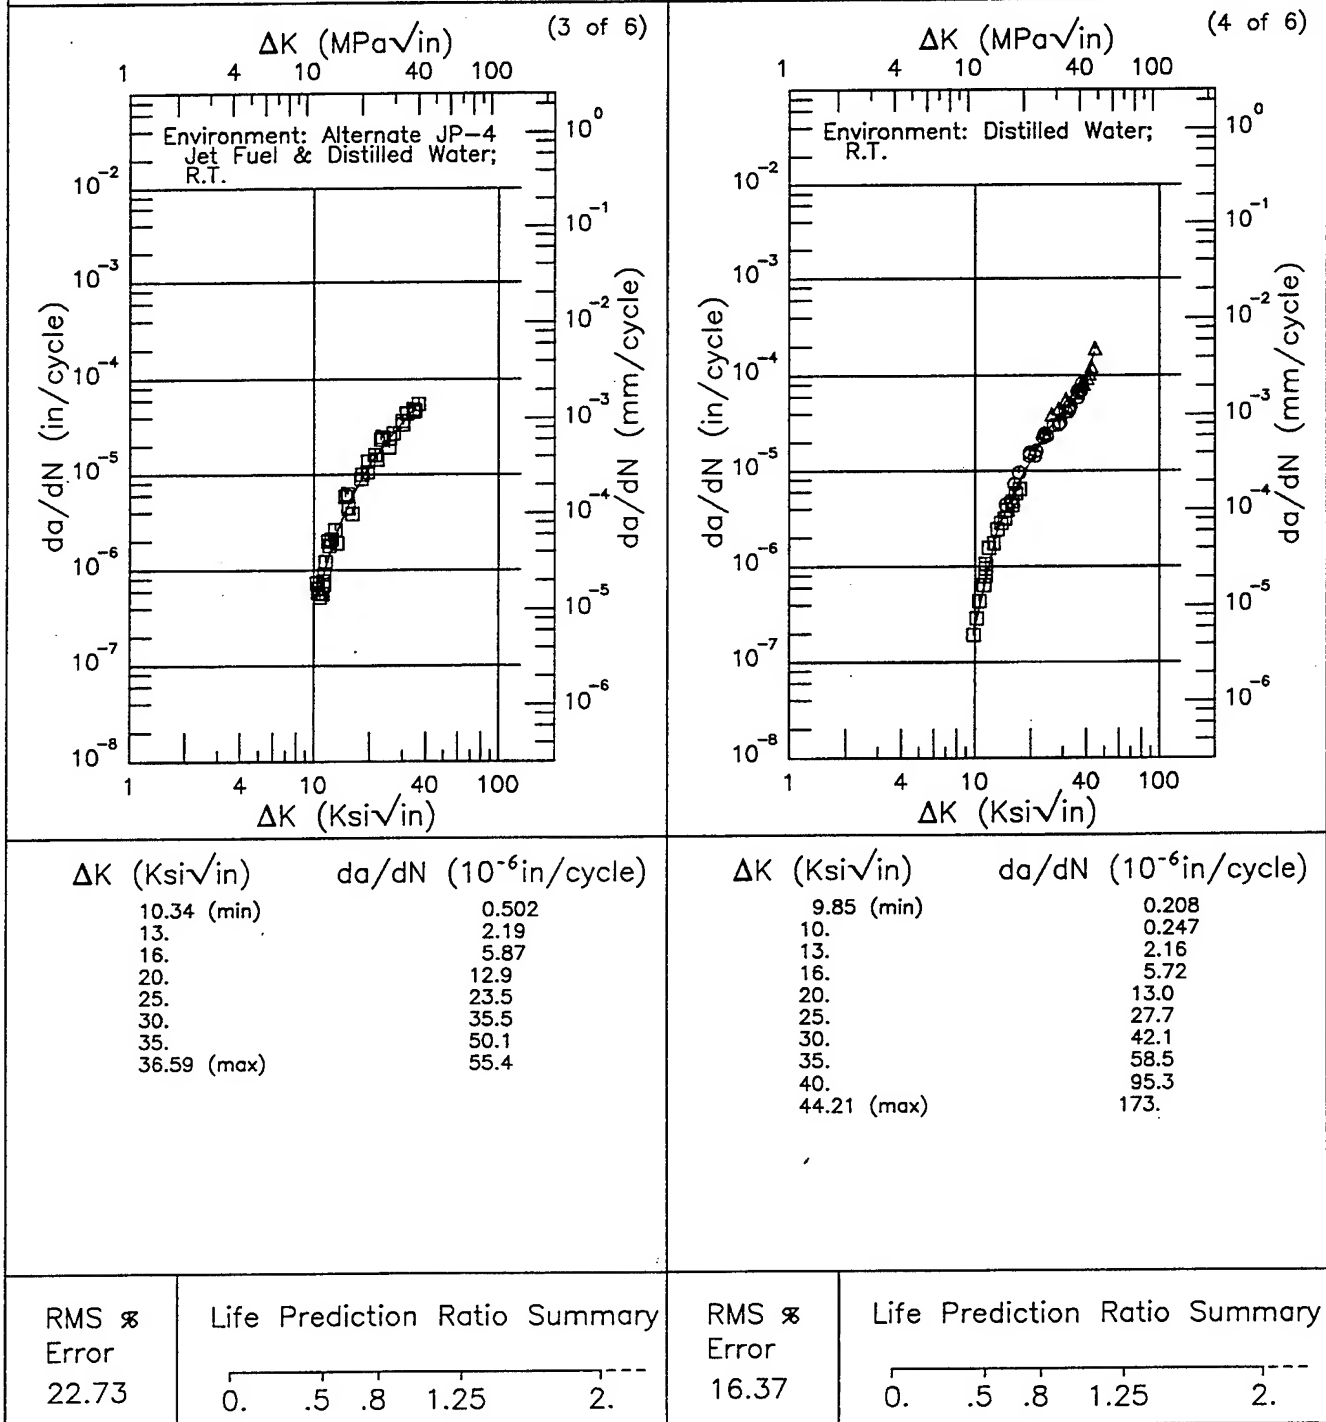 (3 of 6)
ΔK (MPa√in)
1 4 10 40 100
Environment: Alternate JP-4
Jet Fuel & Distilled Water;
R.T.
10⁻²
10⁻³
10⁻⁴
10⁻⁵
10⁻⁶
10⁻⁷
10⁻⁸
da/dN (in/cycle)
10⁰
10⁻¹
10⁻²
10⁻³
10⁻⁴
10⁻⁵
10⁻⁶
da/dN (mm/cycle)
1 4 10 40 100
ΔK (Ksi√in)
ΔK (Ksi√in) da/dN (10⁻⁶in/cycle)
10.34 (min) 0.502
13. 2.19
16. 5.87
20. 12.9
25. 23.5
30. 35.5
35. 50.1
36.59 (max) 55.4
RMS %
Error
22.73
Life Prediction Ratio Summary
0. .5 .8 1.25 2.
(4 of 6)
ΔK (MPa√in)
1 4 10 40 100
Environment: Distilled Water;
R.T.
10⁻²
10⁻³
10⁻⁴
10⁻⁵
10⁻⁶
10⁻⁷
10⁻⁸
da/dN (in/cycle)
10⁰
10⁻¹
10⁻²
10⁻³
10⁻⁴
10⁻⁵
10⁻⁶
da/dN (mm/cycle)
1 4 10 40 100
ΔK (Ksi√in)
ΔK (Ksi√in) da/dN (10⁻⁶in/cycle)
9.85 (min) 0.208
10. 0.247
13. 2.16
16. 5.72
20. 13.0
25. 27.7
30. 42.1
35. 58.5
40. 95.3
44.21 (max) 173.
RMS %
Error
16.37
Life Prediction Ratio Summary
0. .5 .8 1.25 2.